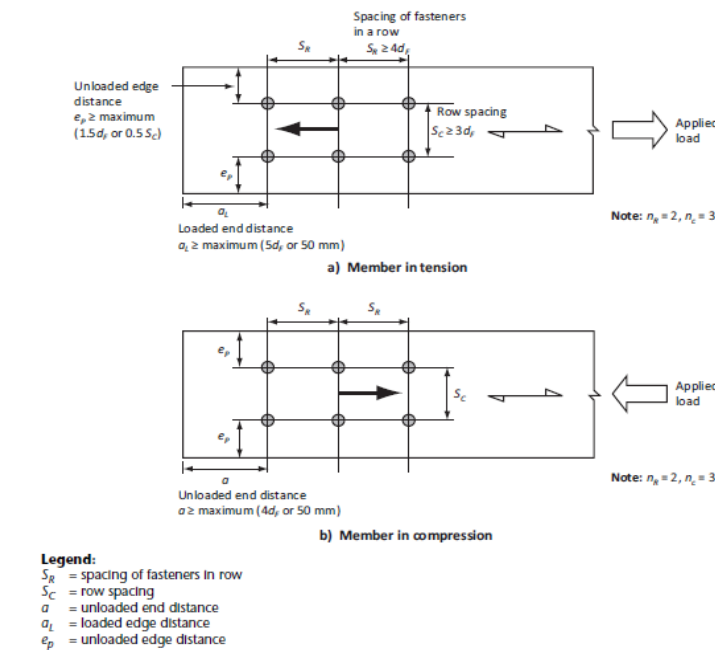 Spacing of fasteners
in a row
S_R S_R ≥ 4d_F
Unloaded edge
distance
e_p ≥ maximum
(1.5d_F or 0.5 S_C)
Row spacing
S_C ≥ 3d_F
Applied
load
e_p
a_L
Loaded end distance
a_L ≥ maximum (5d_F or 50 mm)
Note: n_R = 2, n_c = 3
a) Member in tension
S_R S_R
e_p
S_C
Applied
load
e_p
a
Unloaded end distance
a ≥ maximum (4d_F or 50 mm)
Note: n_R = 2, n_c = 3
b) Member in compression
Legend:
S_R = spacing of fasteners in row
S_C = row spacing
a = unloaded end distance
a_L = loaded edge distance
e_p = unloaded edge distance